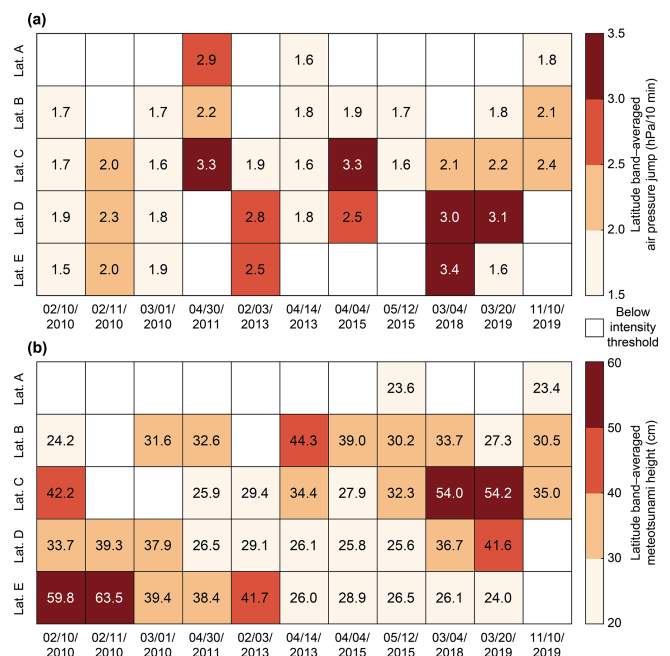 (a)
Lat. A 2.9 1.6 1.8
Lat. B 1.7 1.7 2.2 1.8 1.9 1.7 1.8 2.1
Lat. C 1.7 2.0 1.6 3.3 1.9 1.6 3.3 1.6 2.1 2.2 2.4
Lat. D 1.9 2.3 1.8 2.8 1.8 2.5 3.0 3.1
Lat. E 1.5 2.0 1.9 2.5 3.4 1.6
02/10/ 02/11/ 03/01/ 04/30/ 02/03/ 04/14/ 04/04/ 05/12/ 03/04/ 03/20/ 11/10/
2010 2010 2010 2011 2013 2013 2015 2015 2018 2019 2019
3.5
3.0
2.5
2.0
1.5
Latitude band–averaged
air pressure jump (hPa/10 min)
Below
intensity
threshold
(b)
Lat. A 23.6 23.4
Lat. B 24.2 31.6 32.6 44.3 39.0 30.2 33.7 27.3 30.5
Lat. C 42.2 25.9 29.4 34.4 27.9 32.3 54.0 54.2 35.0
Lat. D 33.7 39.3 37.9 26.5 29.1 26.1 25.8 25.6 36.7 41.6
Lat. E 59.8 63.5 39.4 38.4 41.7 26.0 28.9 26.5 26.1 24.0
02/10/ 02/11/ 03/01/ 04/30/ 02/03/ 04/14/ 04/04/ 05/12/ 03/04/ 03/20/ 11/10/
2010 2010 2010 2011 2013 2013 2015 2015 2018 2019 2019
60
50
40
30
20
Latitude band–averaged
meteotsunami height (cm)